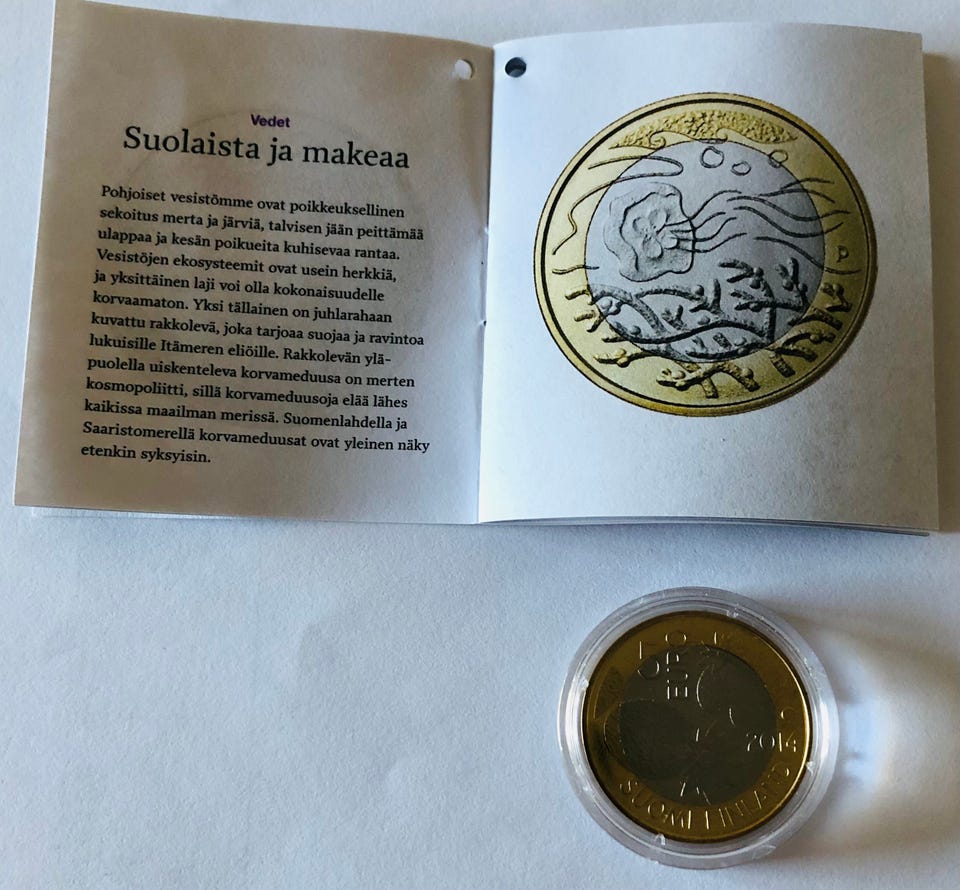 Vedet
Suolaista ja makeaa
Pohjoiset vesistömme ovat poikkeuksellinen
sekoitus merta ja järviä, talvisen jään peittämää
ulappaa ja kesän poikueita kuhisevaa rantaa.
Vesistöjen ekosysteemit ovat usein herkkiä,
ja yksittäinen laji voi olla kokonaisuudelle
korvaamaton. Yksi tällainen on juhlarahaan
kuvattu rakkolevä, joka tarjoaa suojaa ja ravintoa
lukuisille Itämeren eliöille. Rakkolevän ylä-
puolella uiskenteleva korvameduusa on merten
kosmopoliitti, sillä korvameduusoja elää lähes
kaikissa maailman merissä. Suomenlahdella ja
Saaristomerellä korvameduusat ovat yleinen näky
etenkin syksyisin.
5
EURO
2014
SUOMI FINLAND